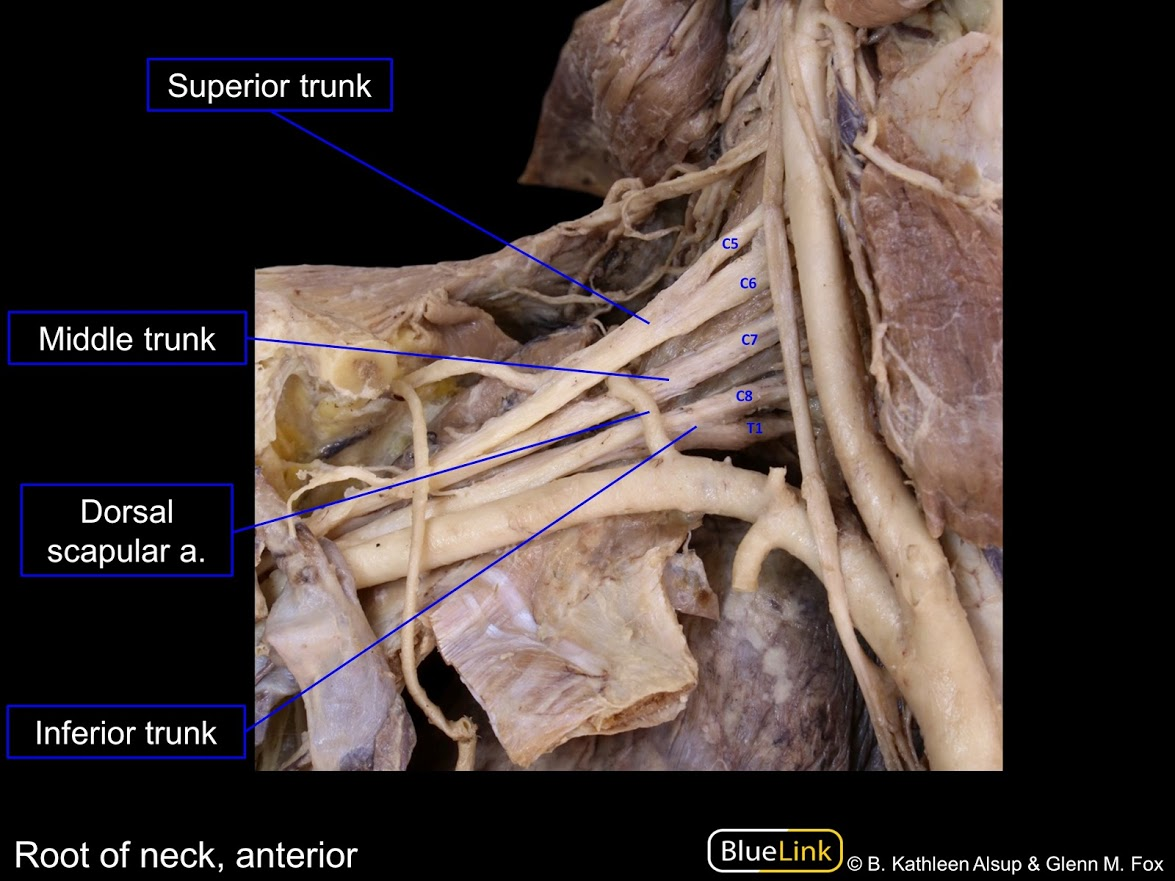 Superior trunk
C5
C6
Middle trunk
C7
C8
T1
Dorsal
scapular a.
Inferior trunk
Root of neck, anterior
BlueLink
© B. Kathleen Alsup & Glenn M. Fox